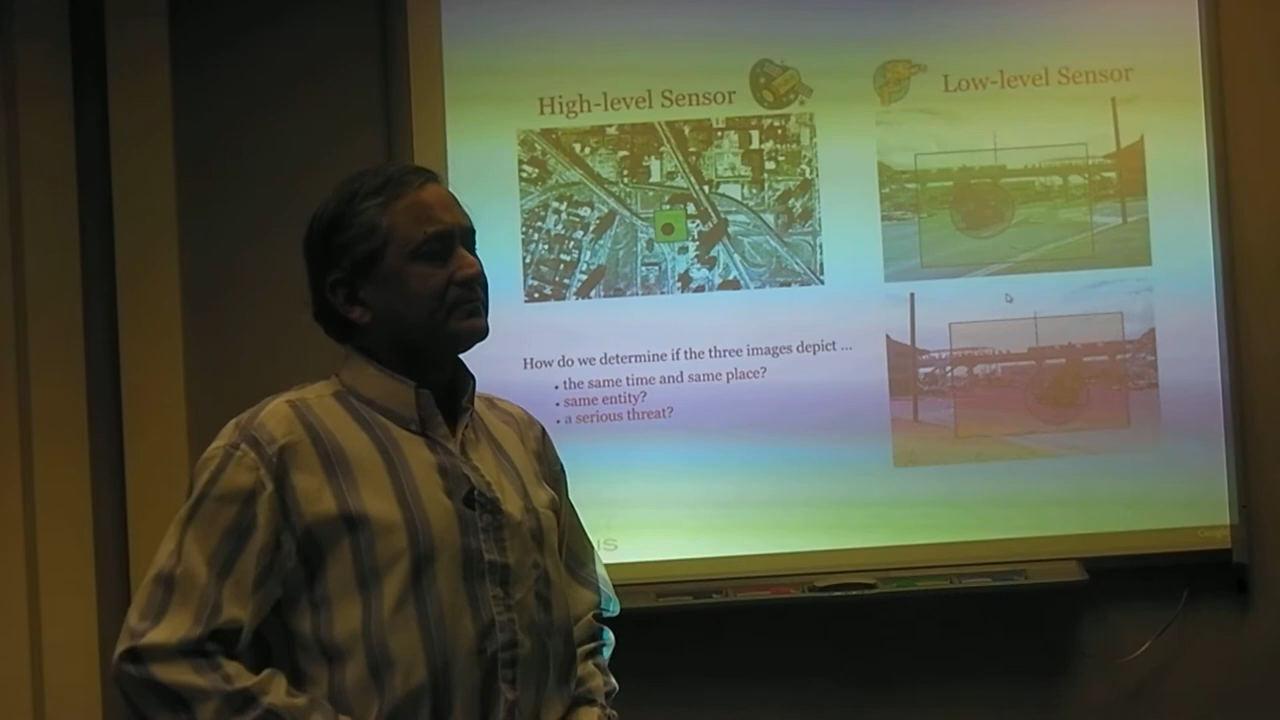 High-level Sensor
Low-level Sensor
How do we determine if the three images depict ...
• the same time and same place?
• same entity?
• a serious threat?